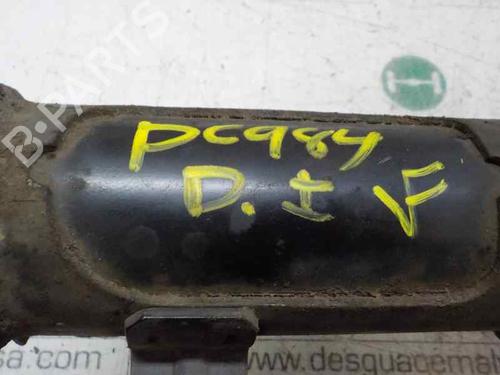 B-PARTS
PC984
D. I V
sa.com
www.desguacemal